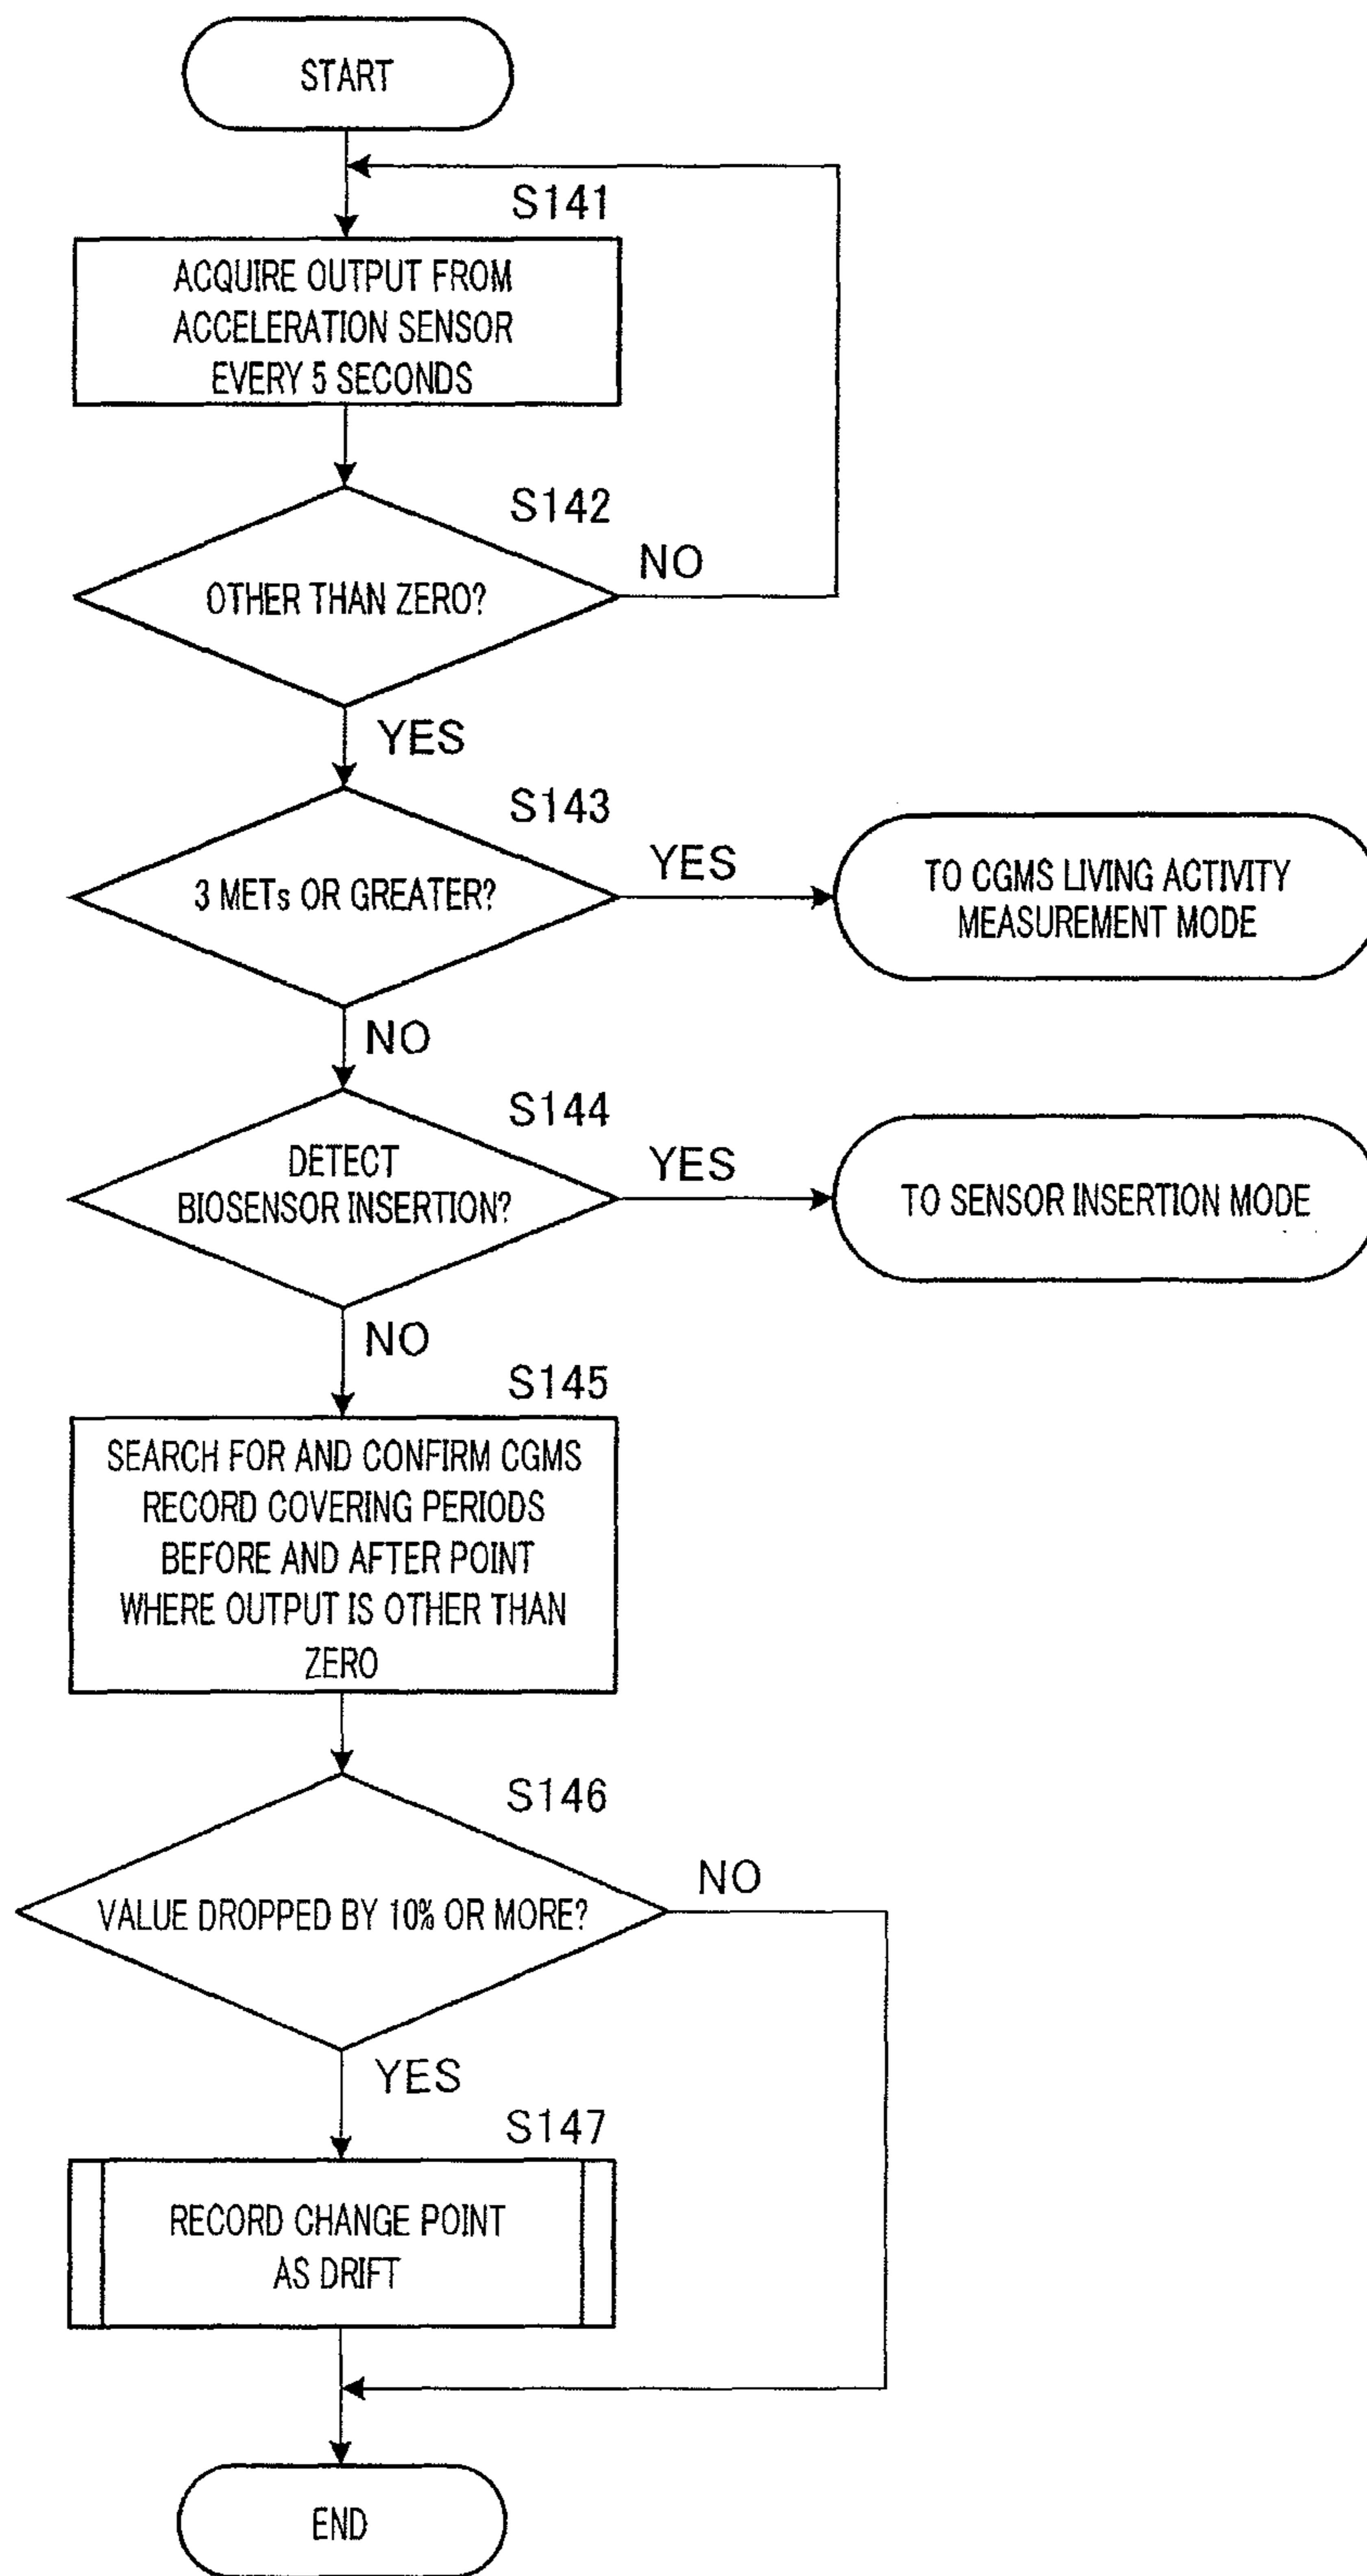 START
S141
ACQUIRE OUTPUT FROM
ACCELERATION SENSOR
EVERY 5 SECONDS
S142
OTHER THAN ZERO?
NO
YES
S143
3 METs OR GREATER?
YES
TO CGMS LIVING ACTIVITY
MEASUREMENT MODE
NO
S144
DETECT
BIOSENSOR INSERTION?
YES
TO SENSOR INSERTION MODE
NO
S145
SEARCH FOR AND CONFIRM CGMS
RECORD COVERING PERIODS
BEFORE AND AFTER POINT
WHERE OUTPUT IS OTHER THAN
ZERO
S146
VALUE DROPPED BY 10% OR MORE?
NO
YES
S147
RECORD CHANGE POINT
AS DRIFT
END